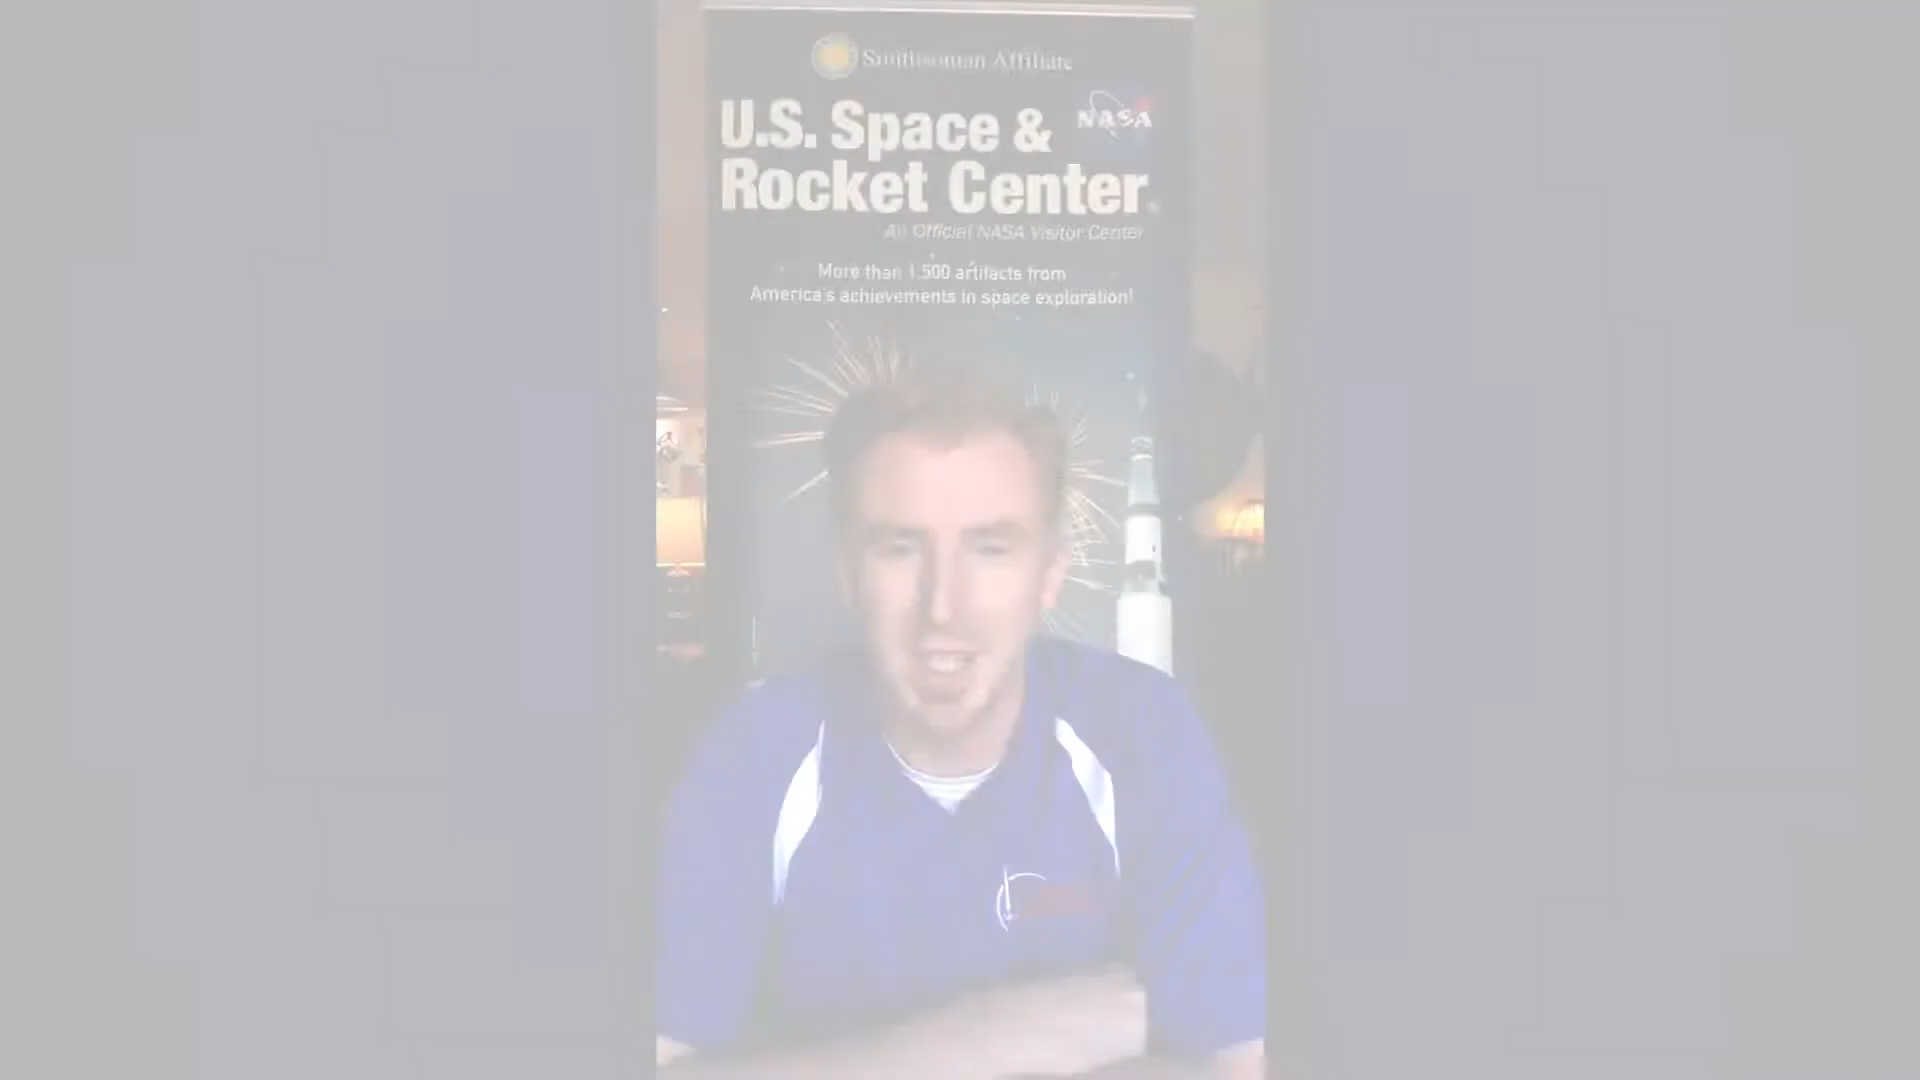 Smithsonian Affiliate
NASA
U.S. Space &
Rocket Center
An Official NASA Visitor Center
More than 1,500 artifacts from
America's achievements in space exploration!